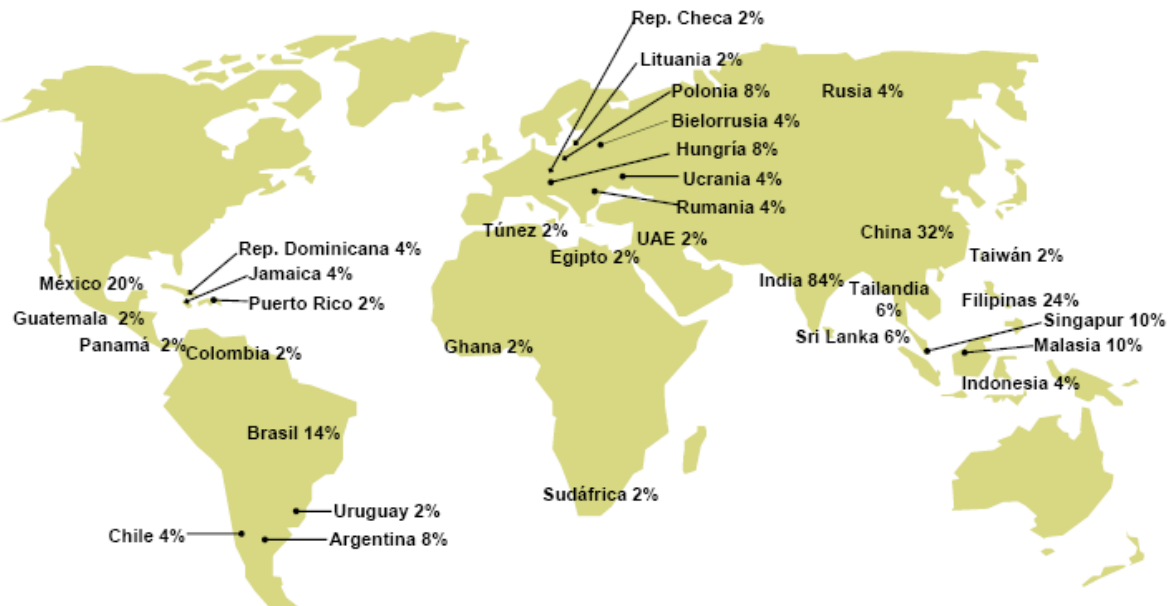 Rep. Checa 2%
Lituania 2%
Polonia 8%
Rusia 4%
Bielorrusia 4%
Hungría 8%
Ucrania 4%
Rumania 4%
Túnez 2%
UAE 2%
China 32%
Rep. Dominicana 4%
Egipto 2%
Taiwán 2%
Jamaica 4%
México 20%
India 84%
Tailandia
6%
Puerto Rico 2%
Filipinas 24%
Guatemala 2%
Singapur 10%
Sri Lanka 6%
Panamá 2%
Colombia 2%
Ghana 2%
Malasia 10%
Indonesia 4%
Brasil 14%
Sudáfrica 2%
Uruguay 2%
Chile 4%
Argentina 8%